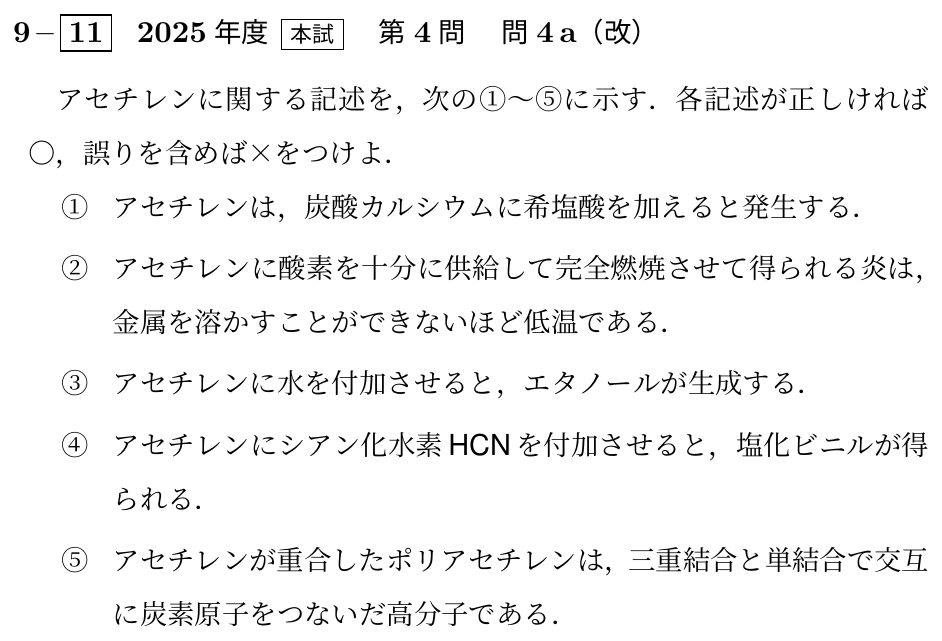 9−11 2025 年度 本試 第 4 問 問 4 a（改）
アセチレンに関する記述を，次の①〜⑤に示す．各記述が正しければ
○，誤りを含めば×をつけよ．
① アセチレンは，炭酸カルシウムに希塩酸を加えると発生する．
② アセチレンに酸素を十分に供給して完全燃焼させて得られる炎は，
金属を溶かすことができないほど低温である．
③ アセチレンに水を付加させると，エタノールが生成する．
④ アセチレンにシアン化水素 HCN を付加させると，塩化ビニルが得
られる．
⑤ アセチレンが重合したポリアセチレンは，三重結合と単結合で交互
に炭素原子をつないだ高分子である．